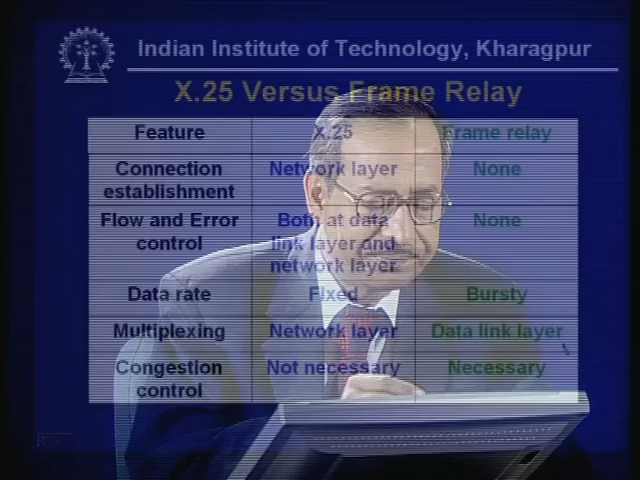 Indian Institute of Technology, Kharagpur
X.25 Versus Frame Relay
Feature X.25 Frame relay
Connection establishment Network layer None
Flow and Error control Both at data link layer and network layer None
Data rate Fixed Bursty
Multiplexing Network layer Data link layer
Congestion control Not necessary Necessary